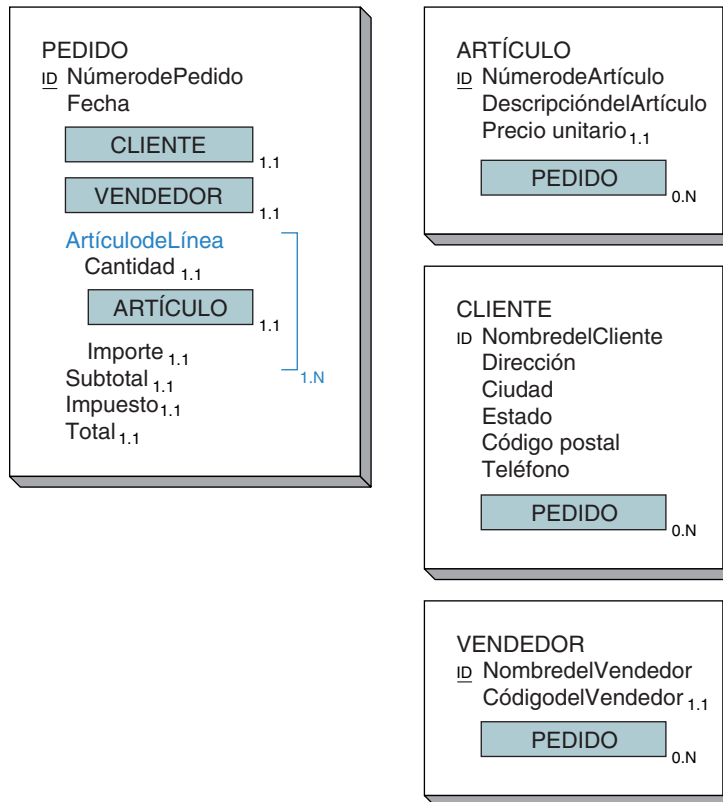 PEDIDO
ID NúmerodePedido
Fecha
CLIENTE 1.1
VENDEDOR 1.1
ArtículodeLínea
Cantidad 1.1
ARTÍCULO 1.1
Importe 1.1
1.N
Subtotal 1.1
Impuesto 1.1
Total 1.1
ARTÍCULO
ID NúmerodeArtículo
DescripcióndelArtículo
Precio unitario 1.1
PEDIDO 0.N
CLIENTE
ID NombredelCliente
Dirección
Ciudad
Estado
Código postal
Teléfono
PEDIDO 0.N
VENDEDOR
ID NombredelVendedor
CódigodelVendedor 1.1
PEDIDO 0.N